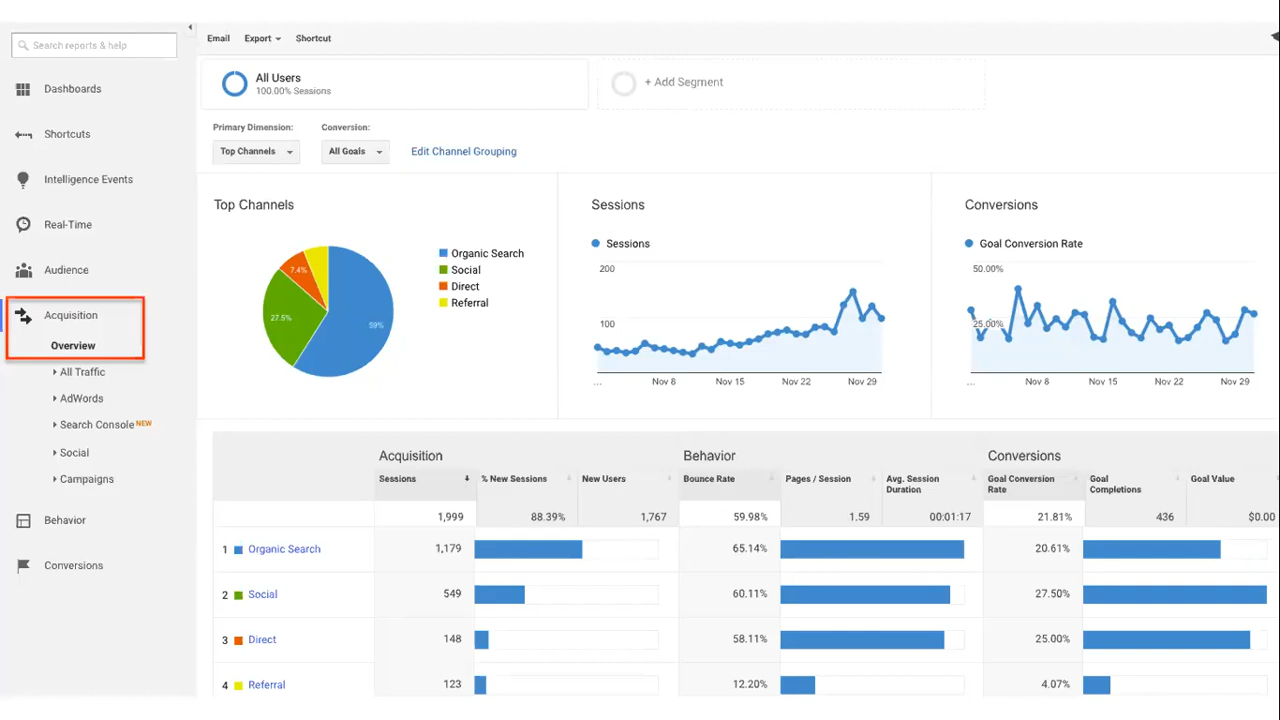 Search reports & help
Dashboards
Shortcuts
Intelligence Events
Real-Time
Audience
Acquisition
Overview
All Traffic
AdWords
Search Console NEW
Social
Campaigns
Behavior
Conversions
Email Export Shortcut
All Users
100.00% Sessions
+ Add Segment
Primary Dimension: Conversion:
Top Channels All Goals Edit Channel Grouping
Top Channels
7.4%
27.5%
59%
Organic Search
Social
Direct
Referral
Sessions
Sessions
200
100
... Nov 8 Nov 15 Nov 22 Nov 29
Conversions
Goal Conversion Rate
50.00%
25.00%
... Nov 8 Nov 15 Nov 22 Nov 29
Acquisition Behavior Conversions
Sessions % New Sessions New Users Bounce Rate Pages / Session Avg. Session Duration Goal Conversion Rate Goal Completions Goal Value
1,999 88.39% 1,767 59.98% 1.59 00:01:17 21.81% 436 $0.00
1 Organic Search 1,179 65.14% 20.61%
2 Social 549 60.11% 27.50%
3 Direct 148 58.11% 25.00%
4 Referral 123 12.20% 4.07%